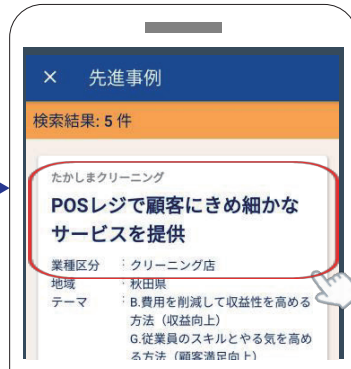 × 先進事例
検索結果: 5 件
たかしまクリーニング
POSレジで顧客にきめ細かな
サービスを提供
業種区分 : クリーニング店
地域 : 秋田県
テーマ : B.費用を削減して収益性を高める
方法（収益向上）
G.従業員のスキルとやる気を高め
る方法（顧客満足向上）